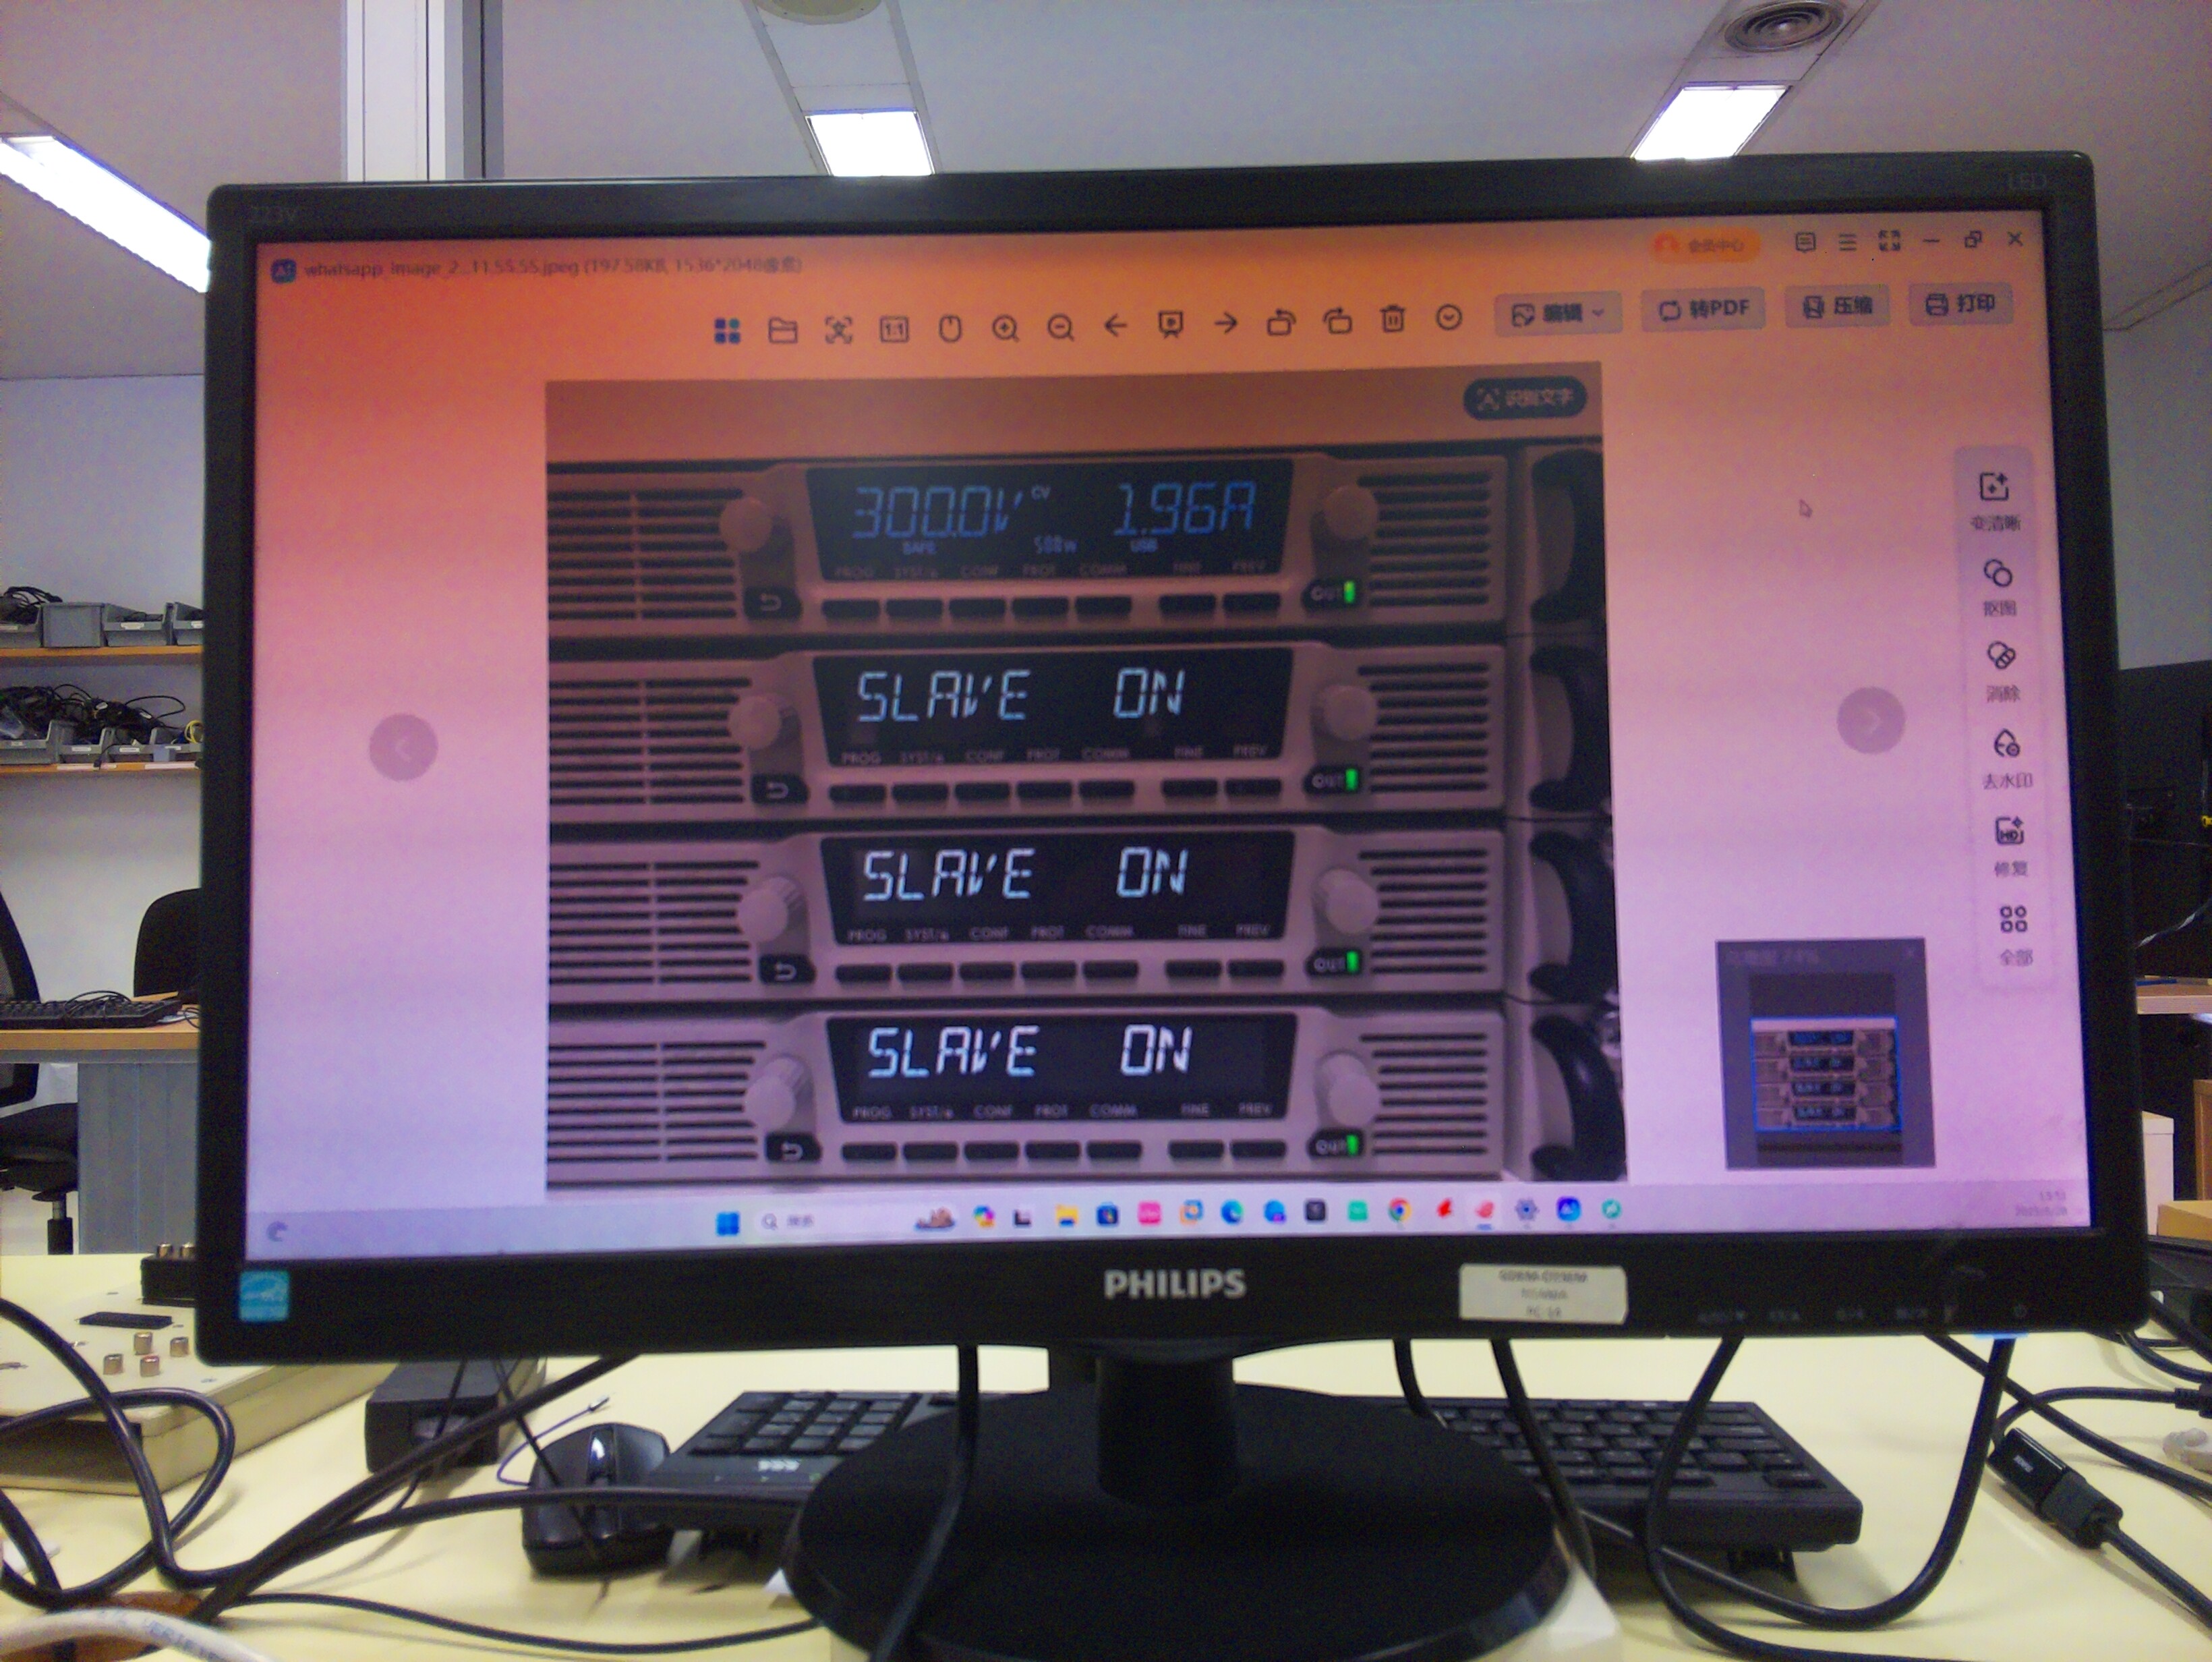 223V
LED
whatsapp_image_2...11.55.55.jpeg (197.58KB, 1536*2048像素)
会员中心
1:1
编辑
转PDF
压缩
打印
识别文字
300.0V CV 1.96A
SAFE 588W USB
PROG SYST/▲ CONF PROT COMM FINE PREV
OUT
SLAVE ON
PROG SYST/▲ CONF PROT COMM FINE PREV
OUT
SLAVE ON
PROG SYST/▲ CONF PROT COMM FINE PREV
OUT
SLAVE ON
PROG SYST/▲ CONF PROT COMM FINE PREV
OUT
变清晰
抠图
消除
去水印
HD
修复
全部
搜索
PHILIPS